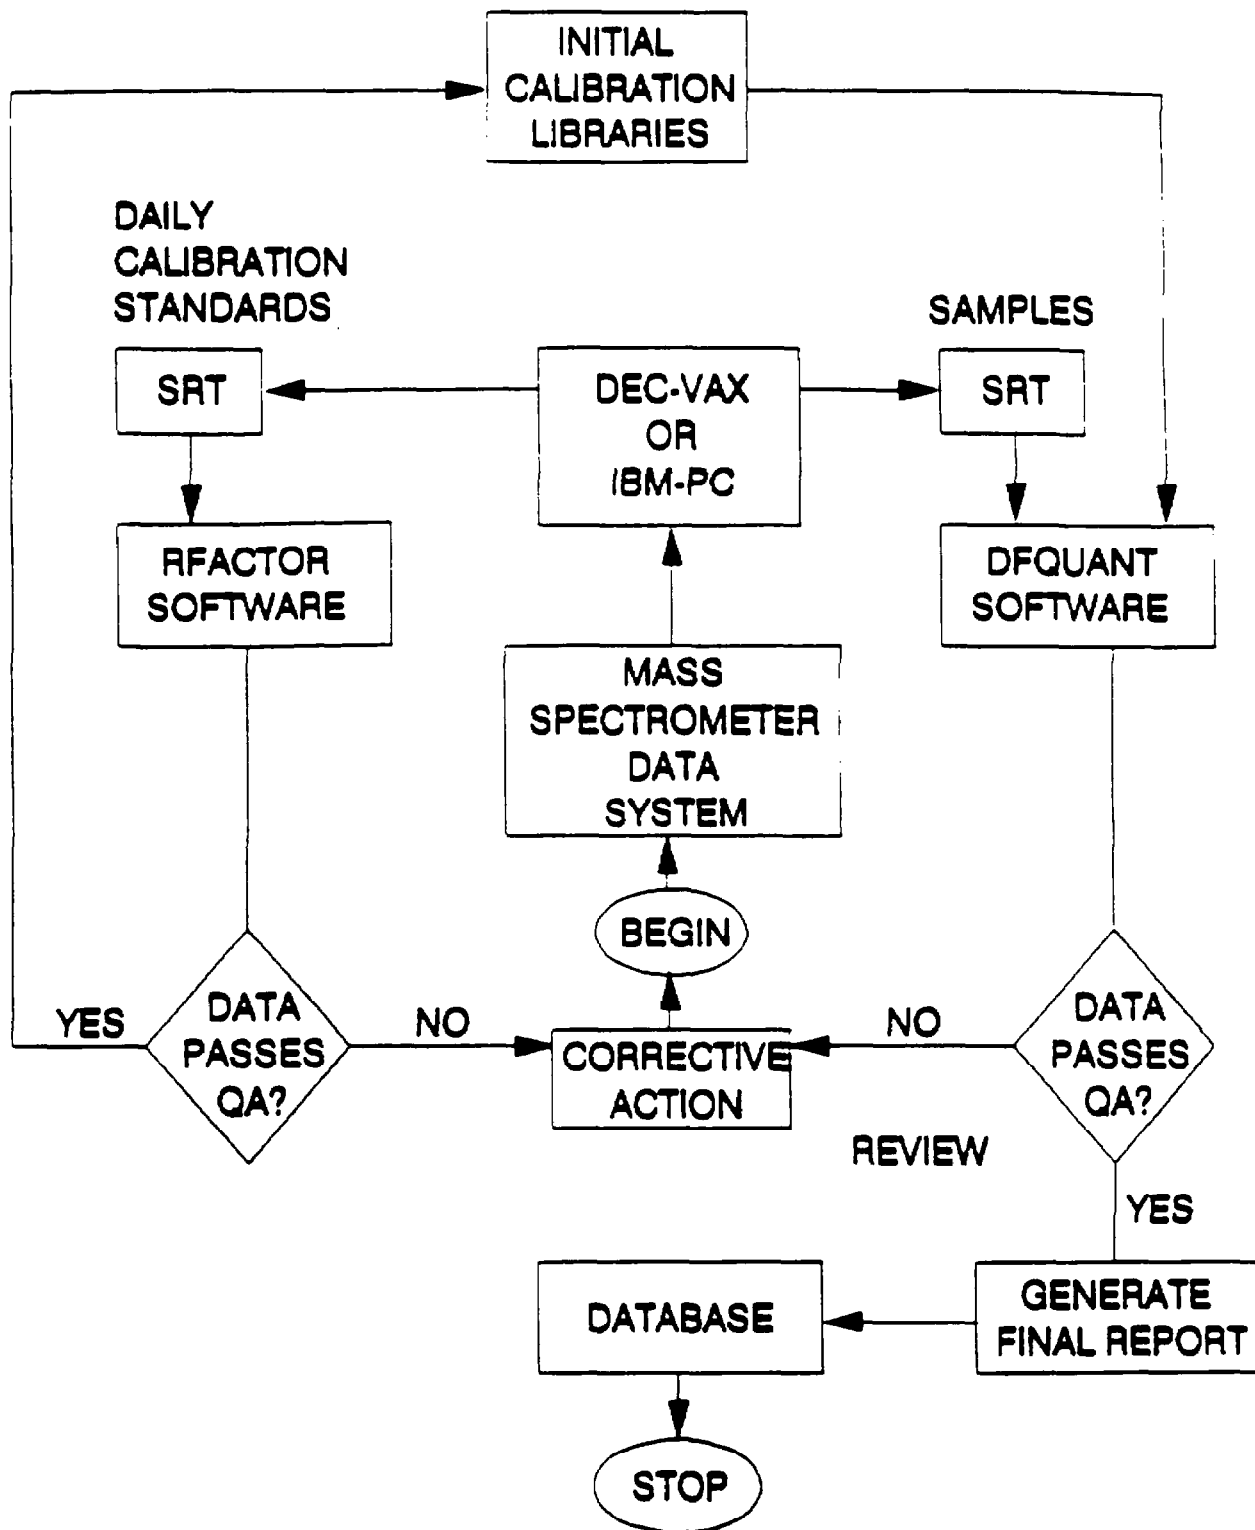 INITIAL
CALIBRATION
LIBRARIES
DAILY
CALIBRATION
STANDARDS
SAMPLES
SRT
DEC-VAX
OR
IBM-PC
SRT
RFACTOR
SOFTWARE
DFQUANT
SOFTWARE
MASS
SPECTROMETER
DATA
SYSTEM
BEGIN
YES
DATA
PASSES
QA?
NO
CORRECTIVE
ACTION
NO
DATA
PASSES
QA?
REVIEW
YES
DATABASE
GENERATE
FINAL REPORT
STOP